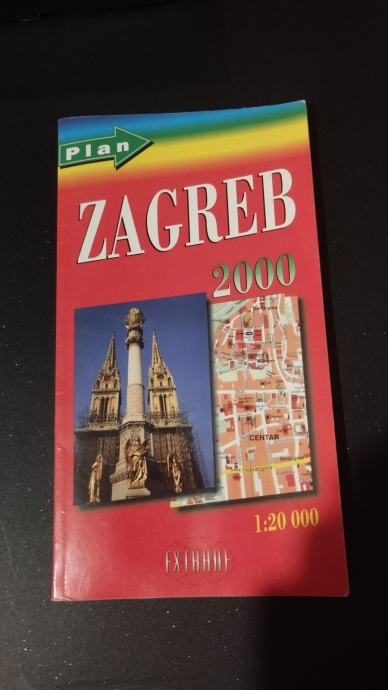 Plan
ZAGREB
2000
CENTAR
1:20 000
EXTRADE